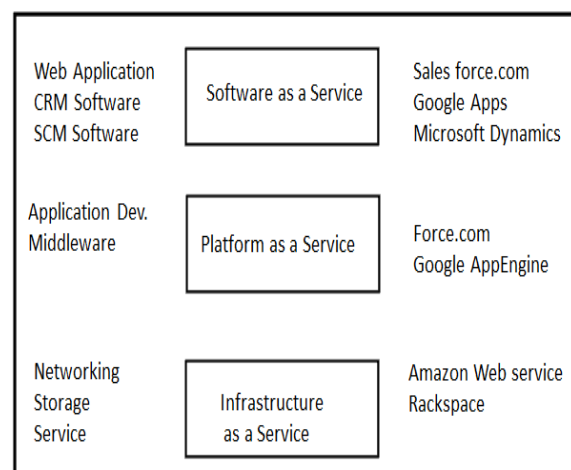 Web Application
CRM Software
SCM Software
Software as a Service
Sales force.com
Google Apps
Microsoft Dynamics
Application Dev.
Middleware
Platform as a Service
Force.com
Google AppEngine
Networking
Storage
Service
Infrastructure
as a Service
Amazon Web service
Rackspace